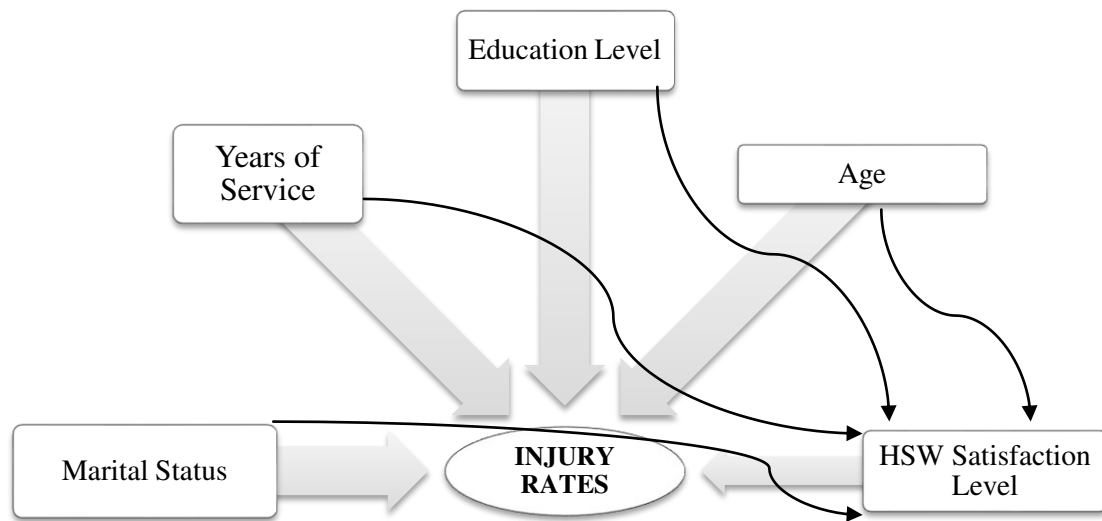 Education Level
Years of
Service
Age
Marital Status
INJURY
RATES
HSW Satisfaction
Level